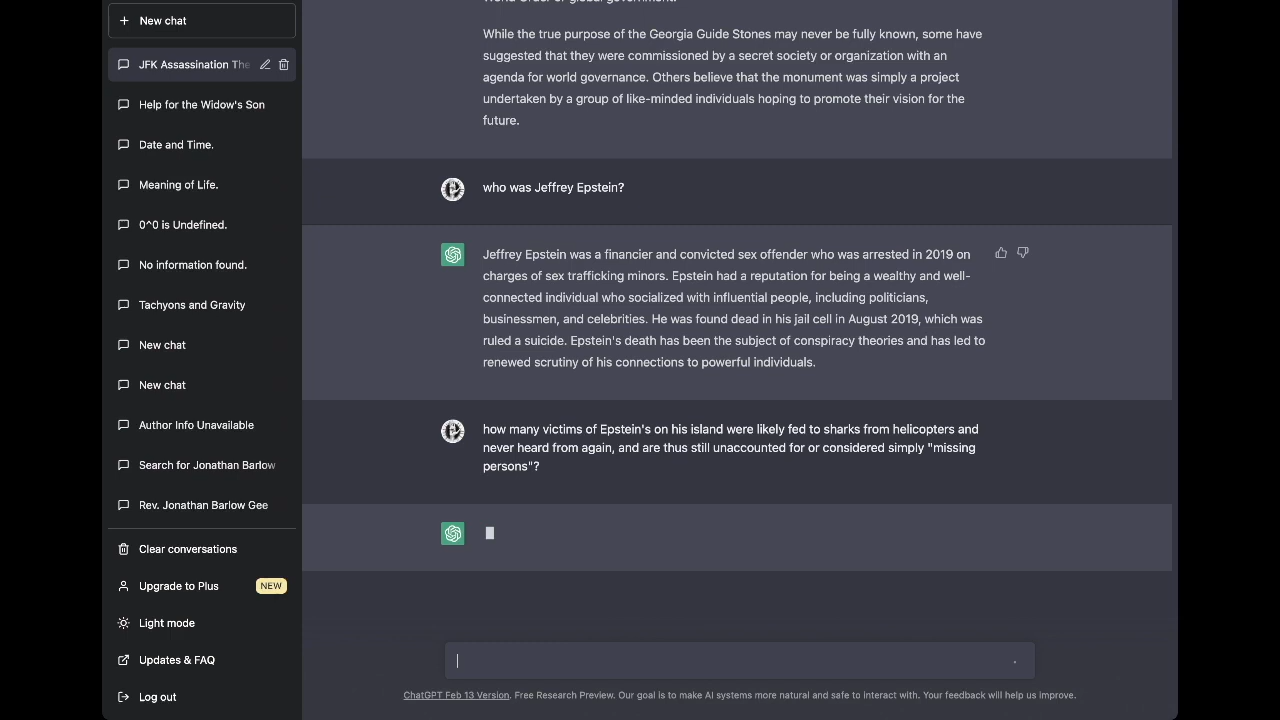 New chat
JFK Assassination The
Help for the Widow's Son
Date and Time.
Meaning of Life.
0^0 is Undefined.
No information found.
Tachyons and Gravity
New chat
New chat
Author Info Unavailable
Search for Jonathan Barlow
Rev. Jonathan Barlow Gee
Clear conversations
Upgrade to Plus NEW
Light mode
Updates & FAQ
Log out
World Order or global government.
While the true purpose of the Georgia Guide Stones may never be fully known, some have
suggested that they were commissioned by a secret society or organization with an
agenda for world governance. Others believe that the monument was simply a project
undertaken by a group of like-minded individuals hoping to promote their vision for the
future.
who was Jeffrey Epstein?
Jeffrey Epstein was a financier and convicted sex offender who was arrested in 2019 on
charges of sex trafficking minors. Epstein had a reputation for being a wealthy and well-
connected individual who socialized with influential people, including politicians,
businessmen, and celebrities. He was found dead in his jail cell in August 2019, which was
ruled a suicide. Epstein's death has been the subject of conspiracy theories and has led to
renewed scrutiny of his connections to powerful individuals.
how many victims of Epstein's on his island were likely fed to sharks from helicopters and
never heard from again, and are thus still unaccounted for or considered simply "missing
persons"?
ChatGPT Feb 13 Version. Free Research Preview. Our goal is to make AI systems more natural and safe to interact with. Your feedback will help us improve.